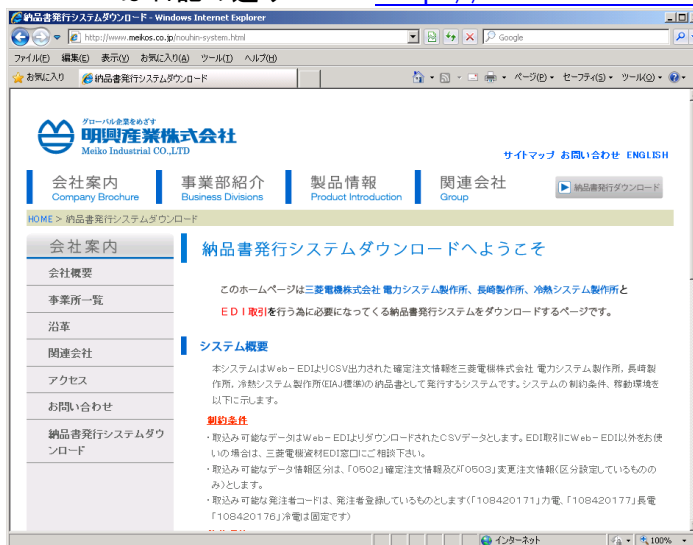 納品書発行システムダウンロード - Windows Internet Explorer
http://www.meikos.co.jp/nouhin-system.html
Google
ファイル(F) 編集(E) 表示(V) お気に入り(A) ツール(T) ヘルプ(H)
お気に入り 納品書発行システムダウンロード
ページ(P) セーフティ(S) ツール(O)
グローバル企業をめざす
明興産業株式会社
Meiko Industrial CO.,LTD
サイトマップ お問い合わせ ENGLISH
会社案内 事業部紹介 製品情報 関連会社
Company Brochure Business Divisions Product Introduction Group
納品書発行ダウンロード
HOME > 納品書発行システムダウンロード
会社案内
会社概要
事業所一覧
沿革
関連会社
アクセス
お問い合わせ
納品書発行システムダウ
ンロード
納品書発行システムダウンロードへようこそ
このホームページは三菱電機株式会社 電力システム製作所、長崎製作所、冷熱システム製作所と
ＥＤＩ取引を行う為に必要になってくる納品書発行システムをダウンロードするページです。
システム概要
本システムはWeb－EDIよりCSV出力された確定注文情報を三菱電機株式会社 電力システム製作所，長崎製
作所，冷熱システム製作所(EIAJ標準)の納品書として発行するシステムです。システムの制約条件、稼動環境を
以下に示します。
制約条件
・取込み可能なデータはWeb－EDIよりダウンロードされたCSVデータとします。EDI取引にWeb－EDI以外をお使
いの場合は、三菱電機資材EDI窓口にご相談下さい。
・取込み可能なデータ情報区分は、「0502」確定注文情報及び「0503」変更注文情報(区分設定しているものの
み)とします。
・取込み可能な発注者コードは、発注者登録しているものとします(「108420171」力電、「108420177」長電
「108420176」冷電は固定です)
インターネット 100%